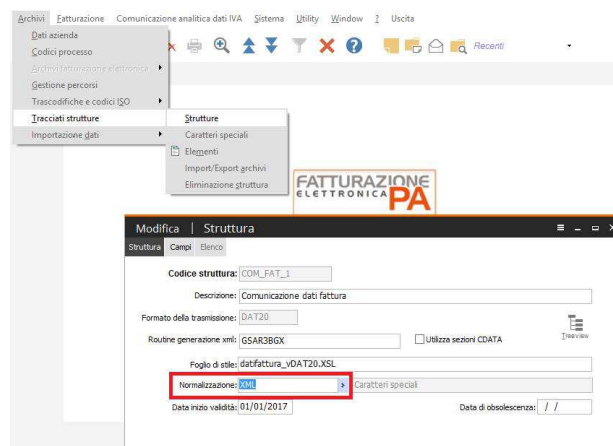 Archivi Fatturazione Comunicazione analitica dati IVA Sistema Utility Window ? Uscita
Dati azienda
Codici processo
Archivi fatturazione elettronica
Gestione percorsi
Trascodifiche e codici ISO
Tracciati strutture
Importazione dati
Recenti
Strutture
Caratteri speciali
Elementi
Import/Export archivi
Eliminazione struttura
FATTURAZIONE
ELETTRONICA PA
Modifica | Struttura
Struttura Campi Elenco
Codice struttura: COM_FAT_1
Descrizione: Comunicazione dati fattura
Formato della trasmissione: DAT20
Routine generazione xml: GSAR3BGX Utilizza sezioni CDATA Treeview
Foglio di stile: datifattura_vDAT20.XSL
Normalizzazione: XML Caratteri speciali
Data inizio validità: 01/01/2017 Data di obsolescenza: / /